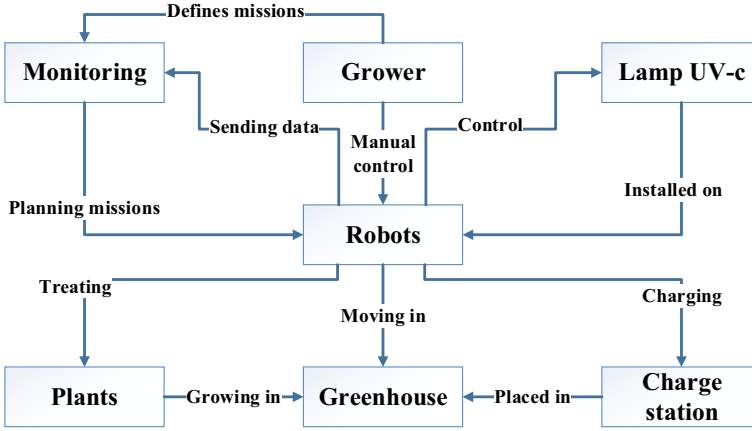 Defines missions
Monitoring
Grower
Lamp UV-c
Sending data
Manual
control
Control
Planning missions
Installed on
Robots
Treating
Moving in
Charging
Plants
Growing in
Greenhouse
Placed in
Charge
station